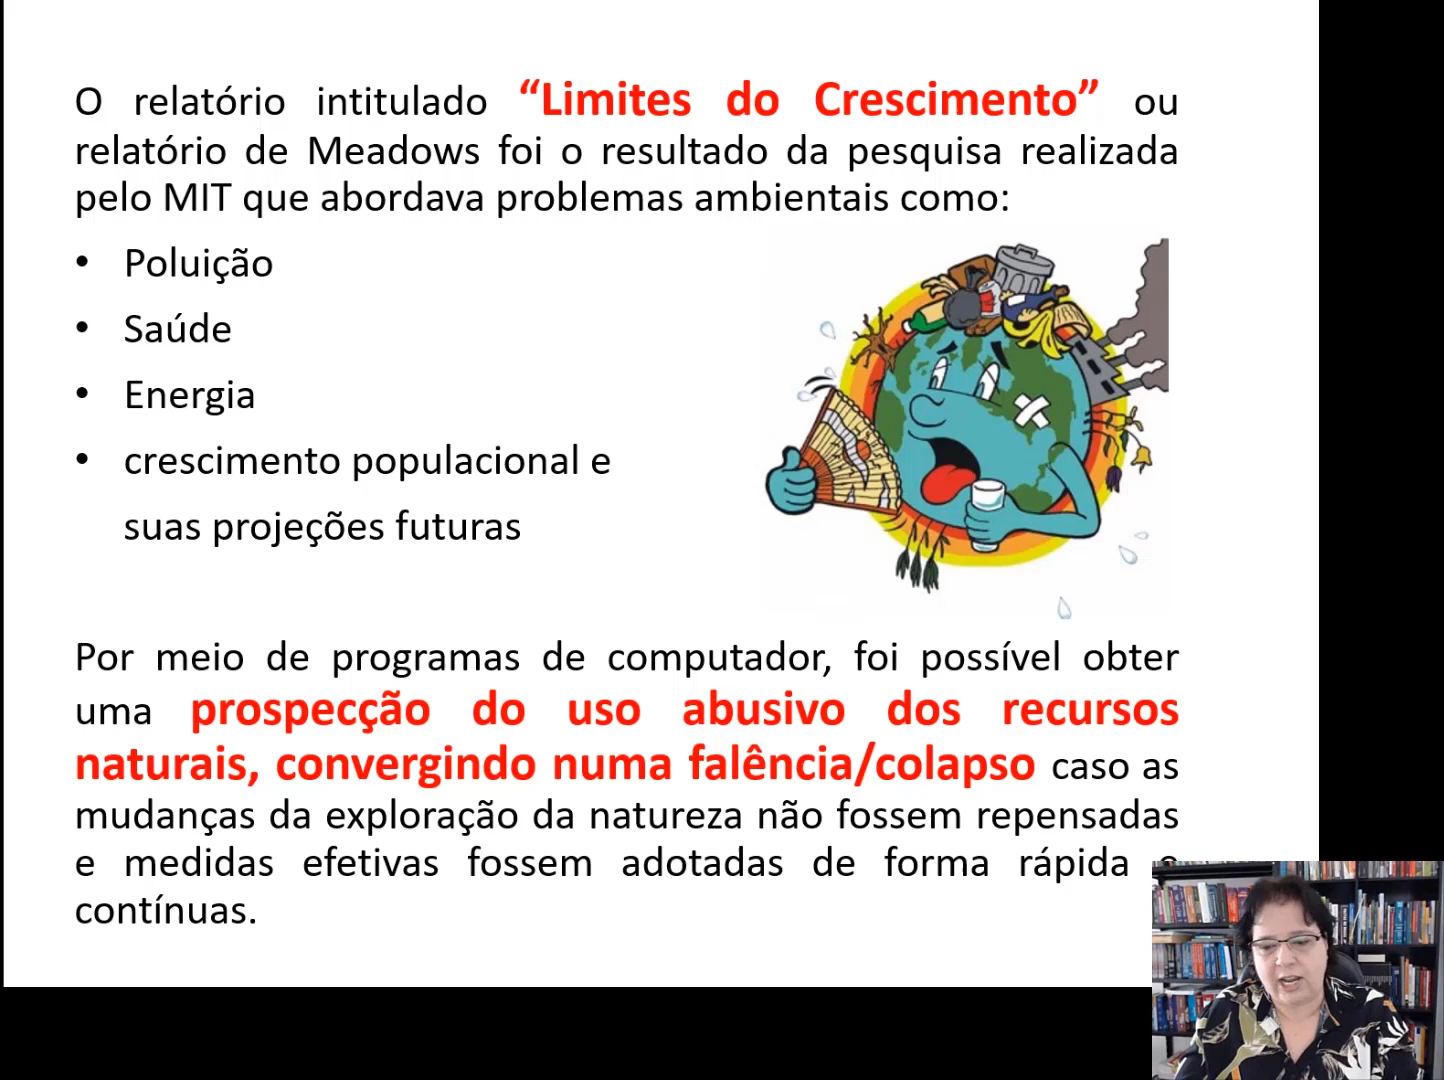 O relatório intitulado “Limites do Crescimento” ou
relatório de Meadows foi o resultado da pesquisa realizada
pelo MIT que abordava problemas ambientais como:
• Poluição
• Saúde
• Energia
• crescimento populacional e
suas projeções futuras
Por meio de programas de computador, foi possível obter
uma prospecção do uso abusivo dos recursos
naturais, convergindo numa falência/colapso caso as
mudanças da exploração da natureza não fossem repensadas
e medidas efetivas fossem adotadas de forma rápida e
contínuas.